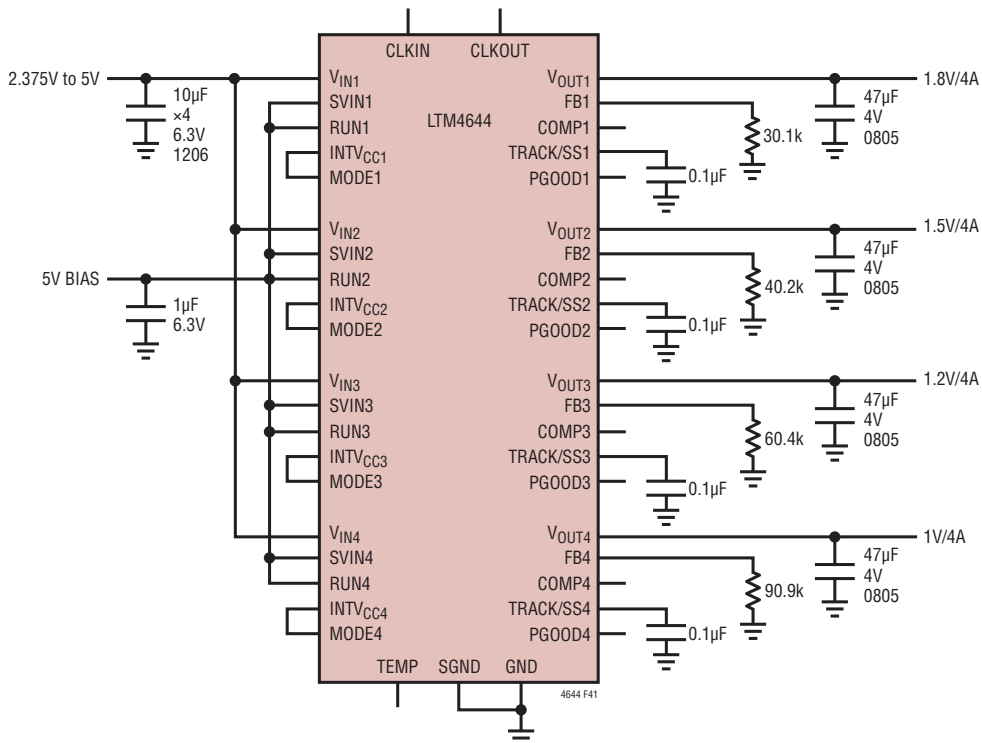 CLKIN CLKOUT
2.375V to 5V
10µF
×4
6.3V
1206
5V BIAS
1µF
6.3V
LTM4644
VIN1
SVIN1
RUN1
INTVCC1
MODE1
VIN2
SVIN2
RUN2
INTVCC2
MODE2
VIN3
SVIN3
RUN3
INTVCC3
MODE3
VIN4
SVIN4
RUN4
INTVCC4
MODE4
VOUT1
FB1
COMP1
TRACK/SS1
PGOOD1
VOUT2
FB2
COMP2
TRACK/SS2
PGOOD2
VOUT3
FB3
COMP3
TRACK/SS3
PGOOD3
VOUT4
FB4
COMP4
TRACK/SS4
PGOOD4
1.8V/4A
47µF
4V
0805
30.1k
0.1µF
1.5V/4A
47µF
4V
0805
40.2k
0.1µF
1.2V/4A
47µF
4V
0805
60.4k
0.1µF
1V/4A
47µF
4V
0805
90.9k
0.1µF
TEMP SGND GND
4644 F41